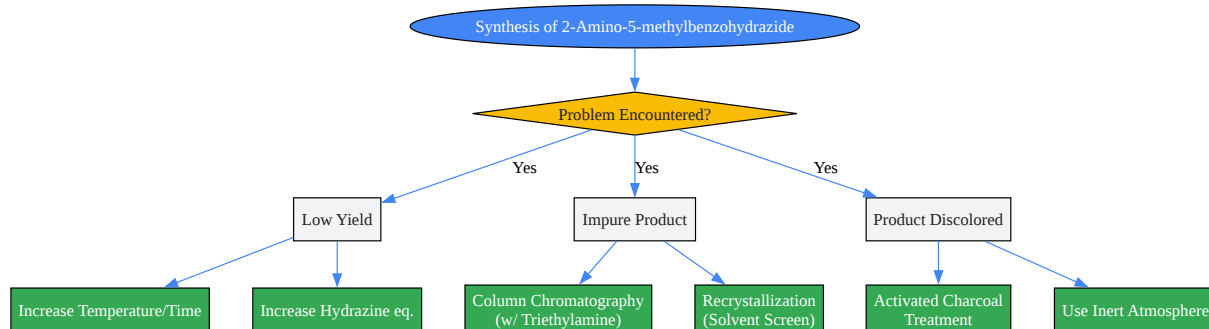 Synthesis of 2-Amino-5-methylbenzohydrazide
Problem Encountered?
Yes
Yes
Yes
Low Yield
Impure Product
Product Discolored
Increase Temperature/Time
Increase Hydrazine eq.
Column Chromatography
(w/ Triethylamine)
Recrystallization
(Solvent Screen)
Activated Charcoal
Treatment
Use Inert Atmosphere